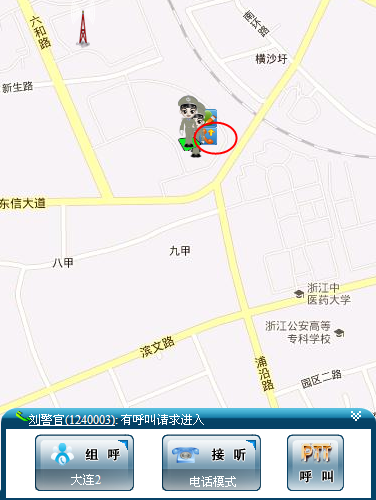 六和路
南环路
横沙圩
新生路
东信大道
九甲
八甲
浙江中
医药大学
浙江公安高等
专科学校
滨文路
浦沿路
园区二路
刘警官(1240003): 有呼叫请求进入
组 呼
大连2
接 听
电话模式
PTT
呼 叫